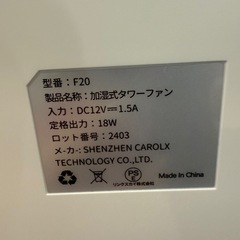 型番：F20
製品名称：加湿式タワーファン
入力：DC12V⎓1.5A
定格出力：18W
ロット番号：2403
メーカ-：SHENZHEN CAROLX
TECHNOLOGY CO.,LTD.
PSE
Made In China